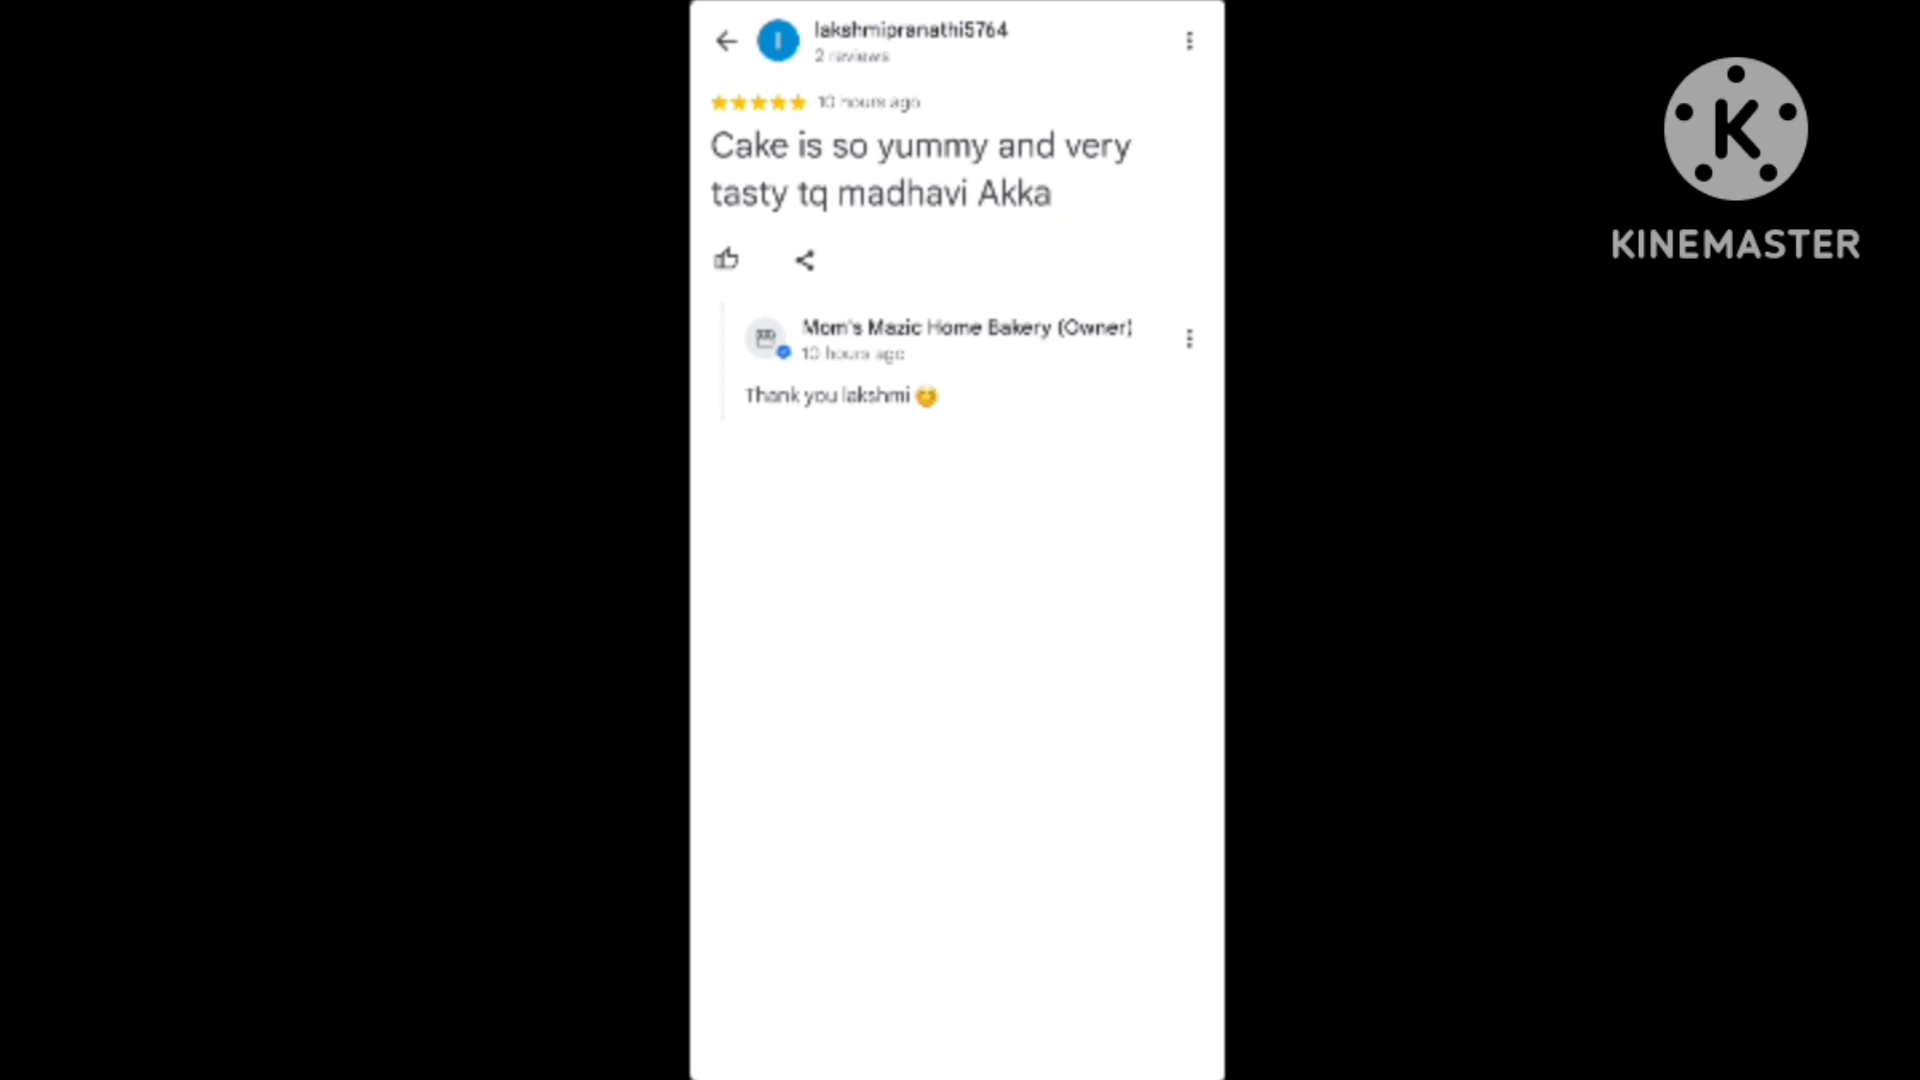 lakshmipranathi5764
2 reviews
10 hours ago
Cake is so yummy and very
tasty tq madhavi Akka
Mom's Mazic Home Bakery (Owner)
10 hours ago
Thank you lakshmi 😊
K
KINEMASTER